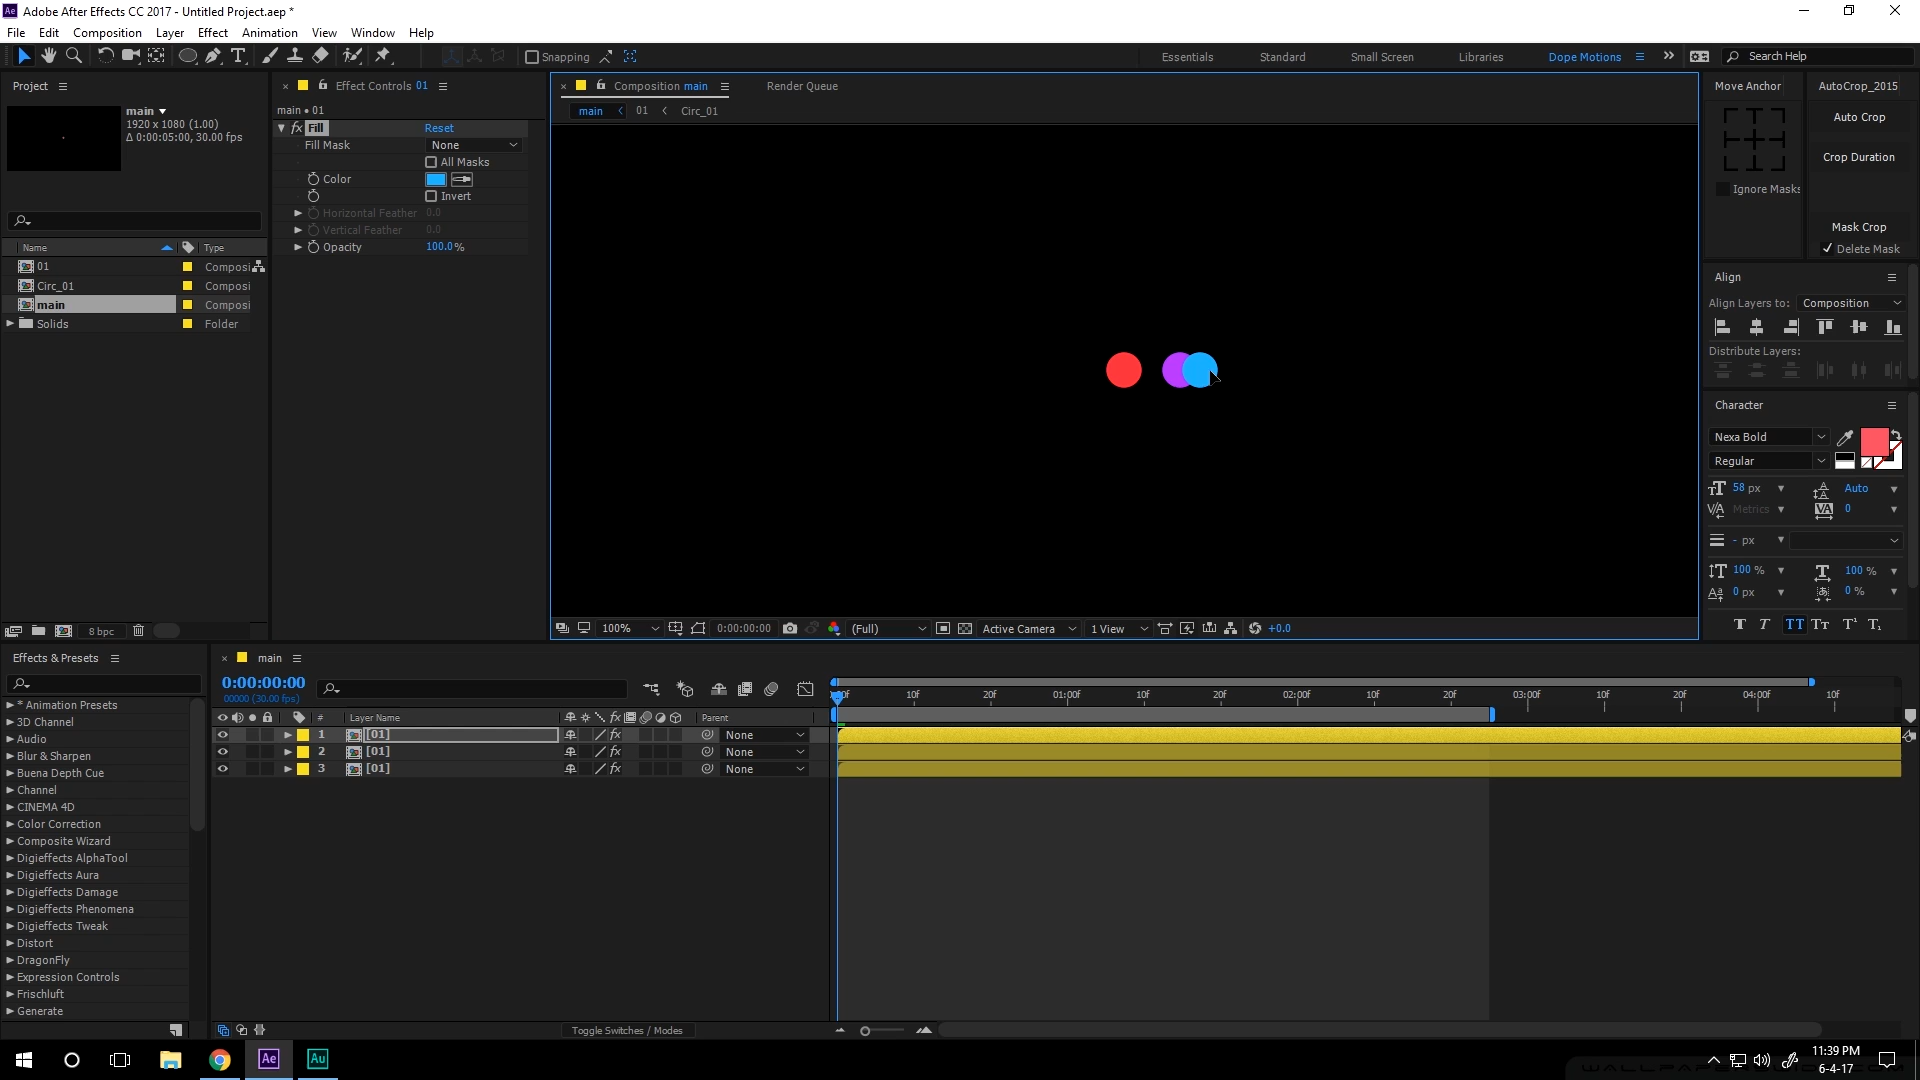 Adobe After Effects CC 2017 - Untitled Project.aep *
File Edit Composition Layer Effect Animation View Window Help
Snapping
Essentials Standard Small Screen Libraries Dope Motions Search Help
Project
main
1920 x 1080 (1.00)
Δ 0:00:05:00, 30.00 fps)
Name Type
01 Composi
Circ_01 Composi
main Composi
Solids Folder
8 bpc
Effect Controls 01
main • 01
fx Fill Reset
Fill Mask None
All Masks
Color
Invert
Horizontal Feather 0.0
Vertical Feather 0.0
Opacity 100.0%
Composition main Render Queue
main 01 Circ_01
100% 0:00:00:00 (Full) Active Camera 1 View +0.0
Move Anchor
Ignore Masks
AutoCrop_2015
Auto Crop
Crop Duration
Mask Crop
Delete Mask
Align
Align Layers to: Composition
Distribute Layers:
Character
Nexa Bold
Regular
58 px Auto
Metrics 0
- px
100 % 100 %
0 px 0 %
Effects & Presets
* Animation Presets
3D Channel
Audio
Blur & Sharpen
Buena Depth Cue
Channel
CINEMA 4D
Color Correction
Composite Wizard
Digieffects AlphaTool
Digieffects Aura
Digieffects Damage
Digieffects Phenomena
Digieffects Tweak
Distort
DragonFly
Expression Controls
Frischluft
Generate
main
0:00:00:00
00000 (30.00 fps)
# Layer Name Parent
1 [01] fx None
2 [01] fx None
3 [01] fx None
10f 20f 01:00f 10f 20f 02:00f 10f 20f 03:00f 10f 20f 04:00f 10f
Toggle Switches / Modes
Ae Au
11:39 PM
6-4-17